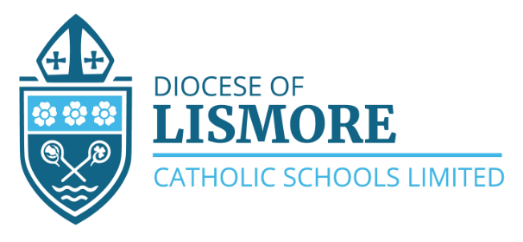 DIOCESE OF
LISMORE
CATHOLIC SCHOOLS LIMITED